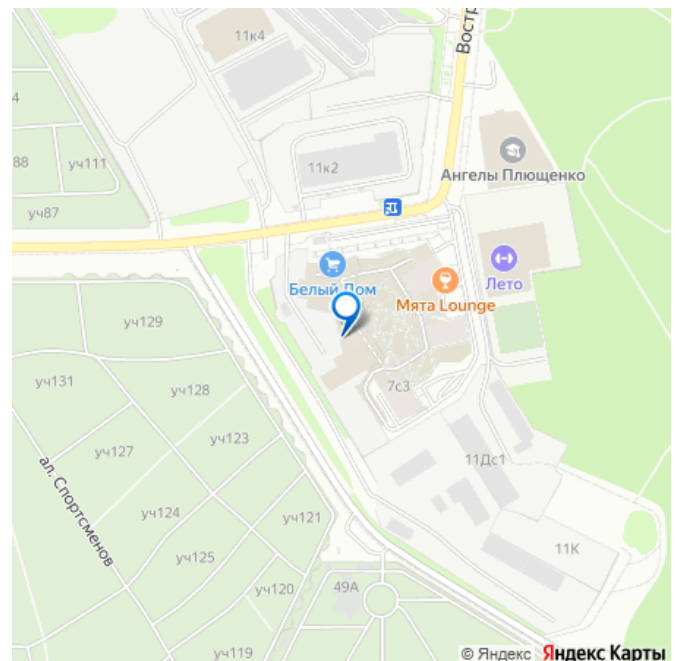 11к4
Востр
4
11к2
Ангелы Плющенко
88
уч111
уч87
Белый Дом
Лето
Мята Lounge
уч129
7с3
уч131
уч128
уч127
уч123
11Дс1
ал. Спортсменов
уч124
уч121
уч125
11К
уч120
49А
уч119
© Яндекс Яндекс Карты